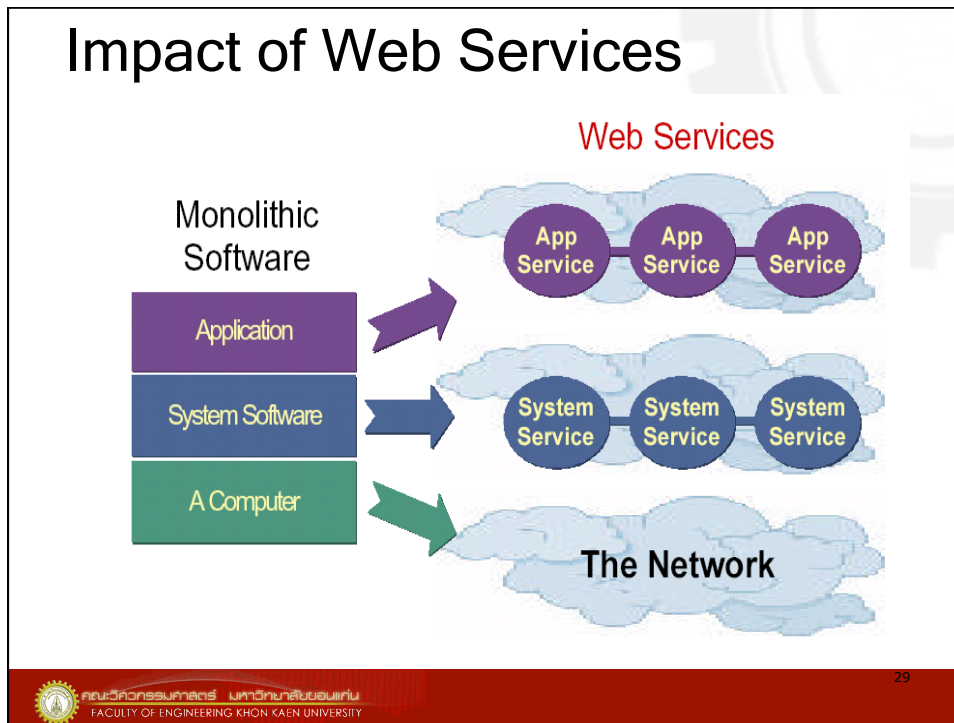 Impact of Web Services
Web Services
Monolithic
Software
Application
System Software
A Computer
App
Service
App
Service
App
Service
System
Service
System
Service
System
Service
The Network
29
คณะวิศวกรรมศาสตร์ มหาวิทยาลัยขอนแก่น
FACULTY OF ENGINEERING KHON KAEN UNIVERSITY